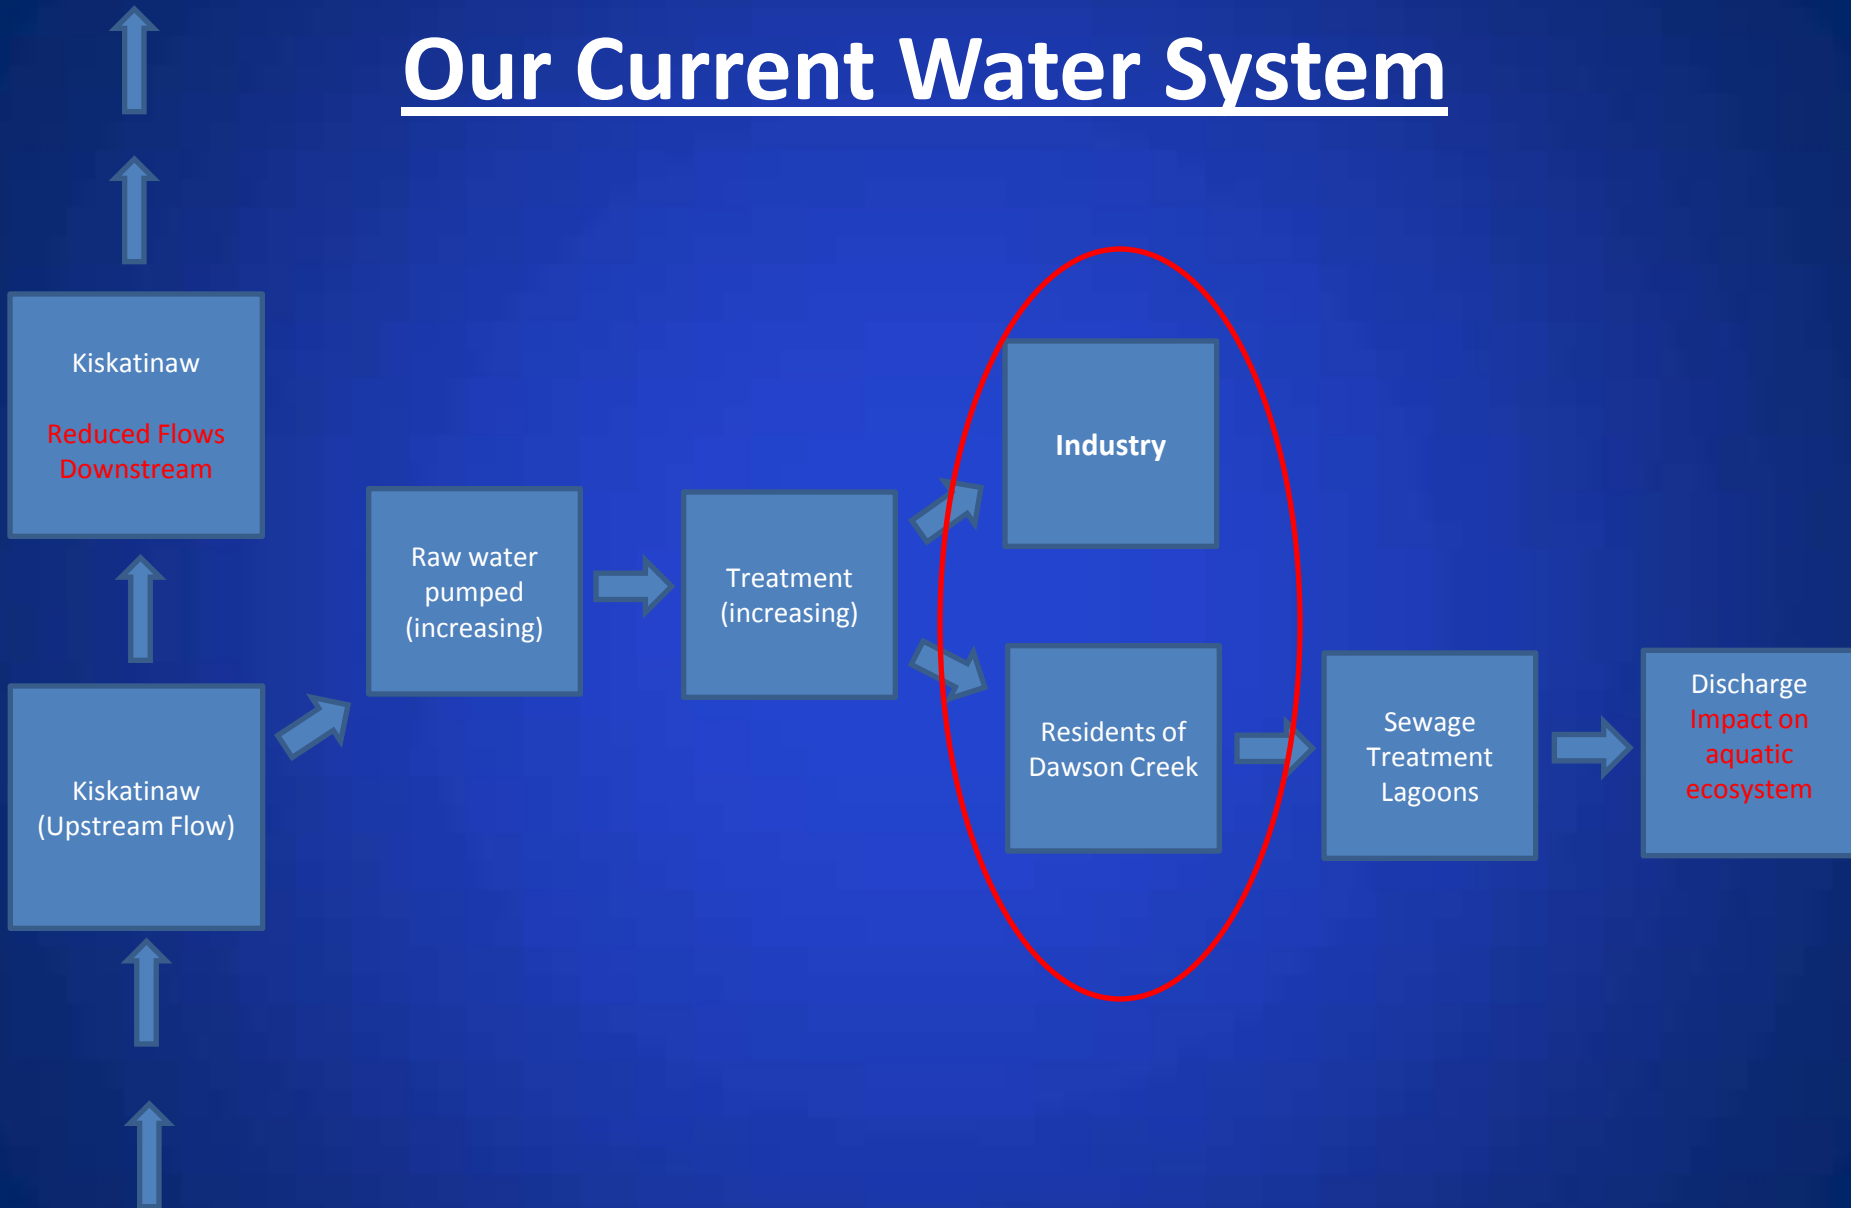 Our Current Water System
Kiskatinaw
Reduced Flows
Downstream
Kiskatinaw
(Upstream Flow)
Raw water
pumped
(increasing)
Treatment
(increasing)
Industry
Residents of
Dawson Creek
Sewage
Treatment
Lagoons
Discharge
Impact on
aquatic
ecosystem